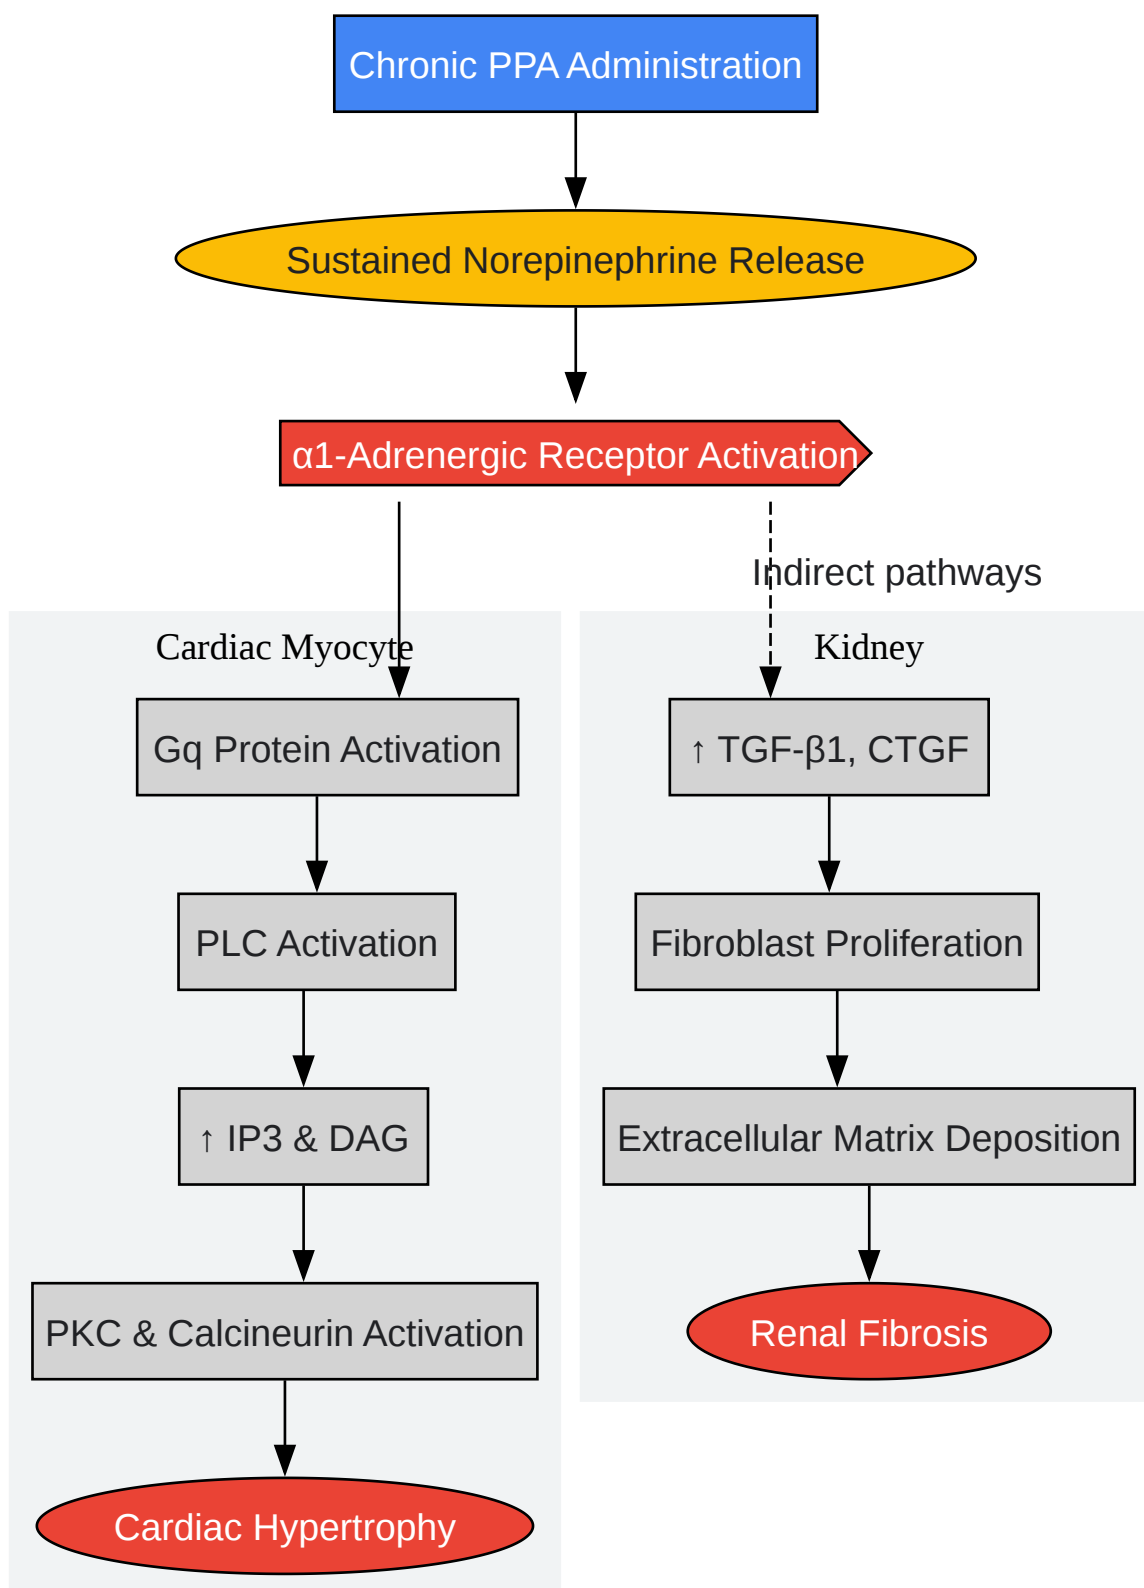 Chronic PPA Administration
Sustained Norepinephrine Release
α1-Adrenergic Receptor Activation
Indirect pathways
Cardiac Myocyte
Gq Protein Activation
PLC Activation
↑ IP3 & DAG
PKC & Calcineurin Activation
Cardiac Hypertrophy
Kidney
↑ TGF-β1, CTGF
Fibroblast Proliferation
Extracellular Matrix Deposition
Renal Fibrosis